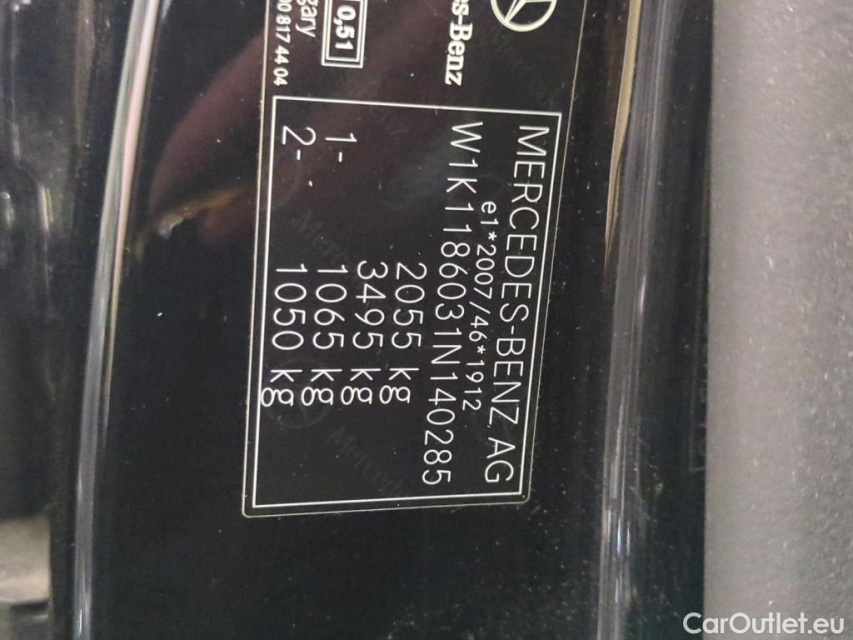 es-Benz
0,51
gary
00 817 44 04
MERCEDES-BENZ AG
e1*2007/46*1912
W1K1186031N140285
2055 kg
3495 kg
1- 1065 kg
2- 1050 kg
CarOutlet.eu